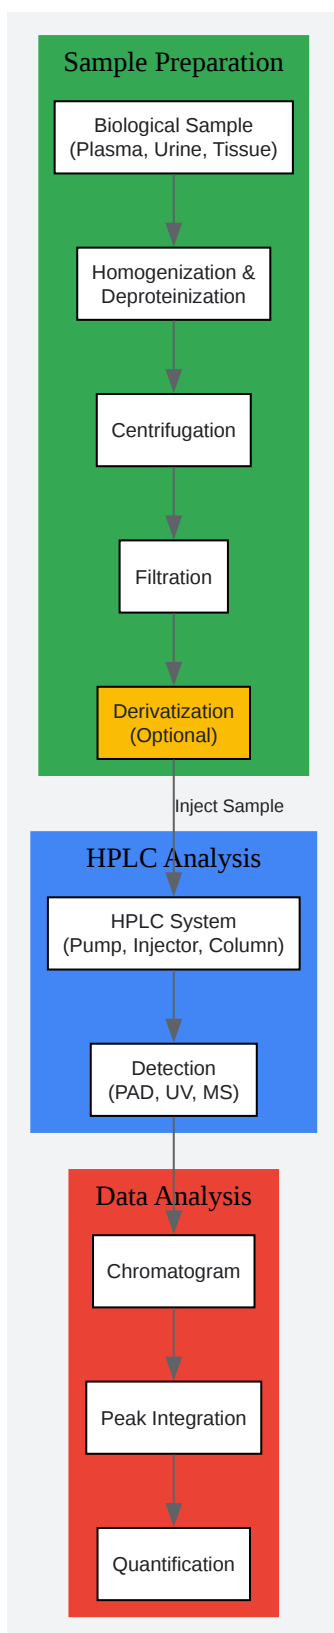 Sample Preparation
Biological Sample
(Plasma, Urine, Tissue)
Homogenization &
Deproteinization
Centrifugation
Filtration
Derivatization
(Optional)
Inject Sample
HPLC Analysis
HPLC System
(Pump, Injector, Column)
Detection
(PAD, UV, MS)
Data Analysis
Chromatogram
Peak Integration
Quantification